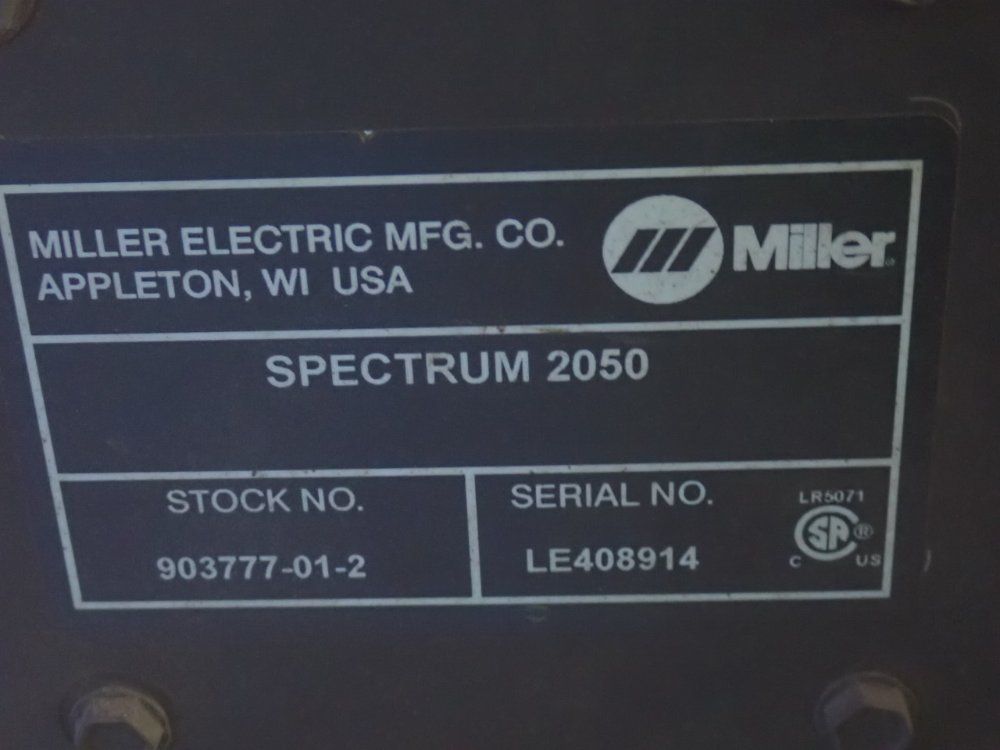 MILLER ELECTRIC MFG. CO.
APPLETON, WI USA
Miller
SPECTRUM 2050
STOCK NO.
903777-01-2
SERIAL NO.
LE408914
LR5071
SA ®
C US